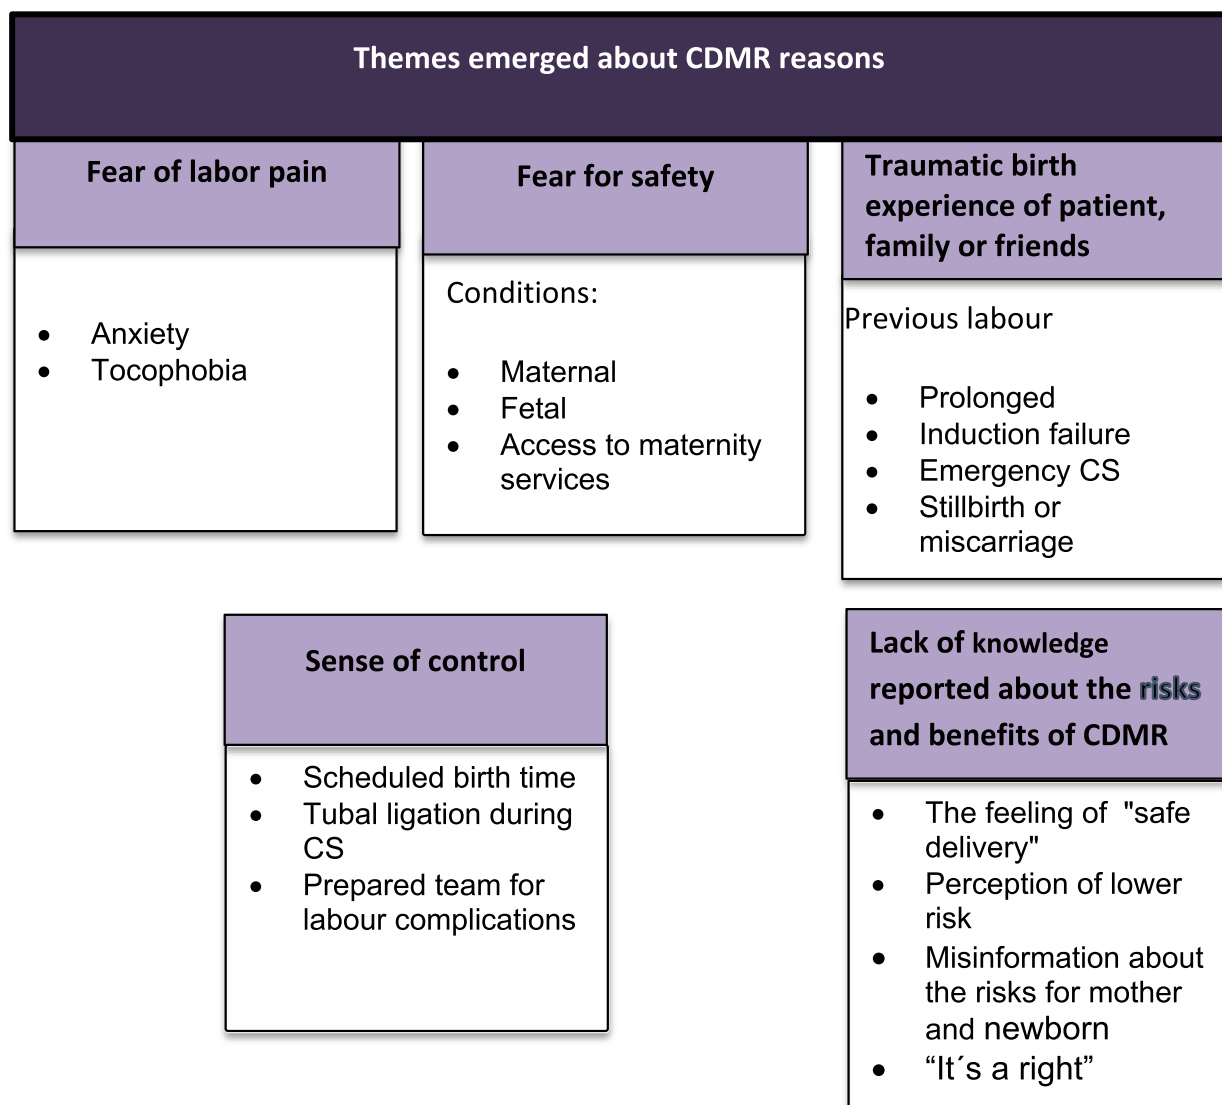 Themes emerged about CDMR reasons
Fear of labor pain
• Anxiety
• Tocophobia
Fear for safety
Conditions:
• Maternal
• Fetal
• Access to maternity
services
Traumatic birth
experience of patient,
family or friends
Previous labour
• Prolonged
• Induction failure
• Emergency CS
• Stillbirth or
miscarriage
Sense of control
• Scheduled birth time
• Tubal ligation during
CS
• Prepared team for
labour complications
Lack of knowledge
reported about the risks
and benefits of CDMR
• The feeling of "safe
delivery"
• Perception of lower
risk
• Misinformation about
the risks for mother
and newborn
• “It´s a right”